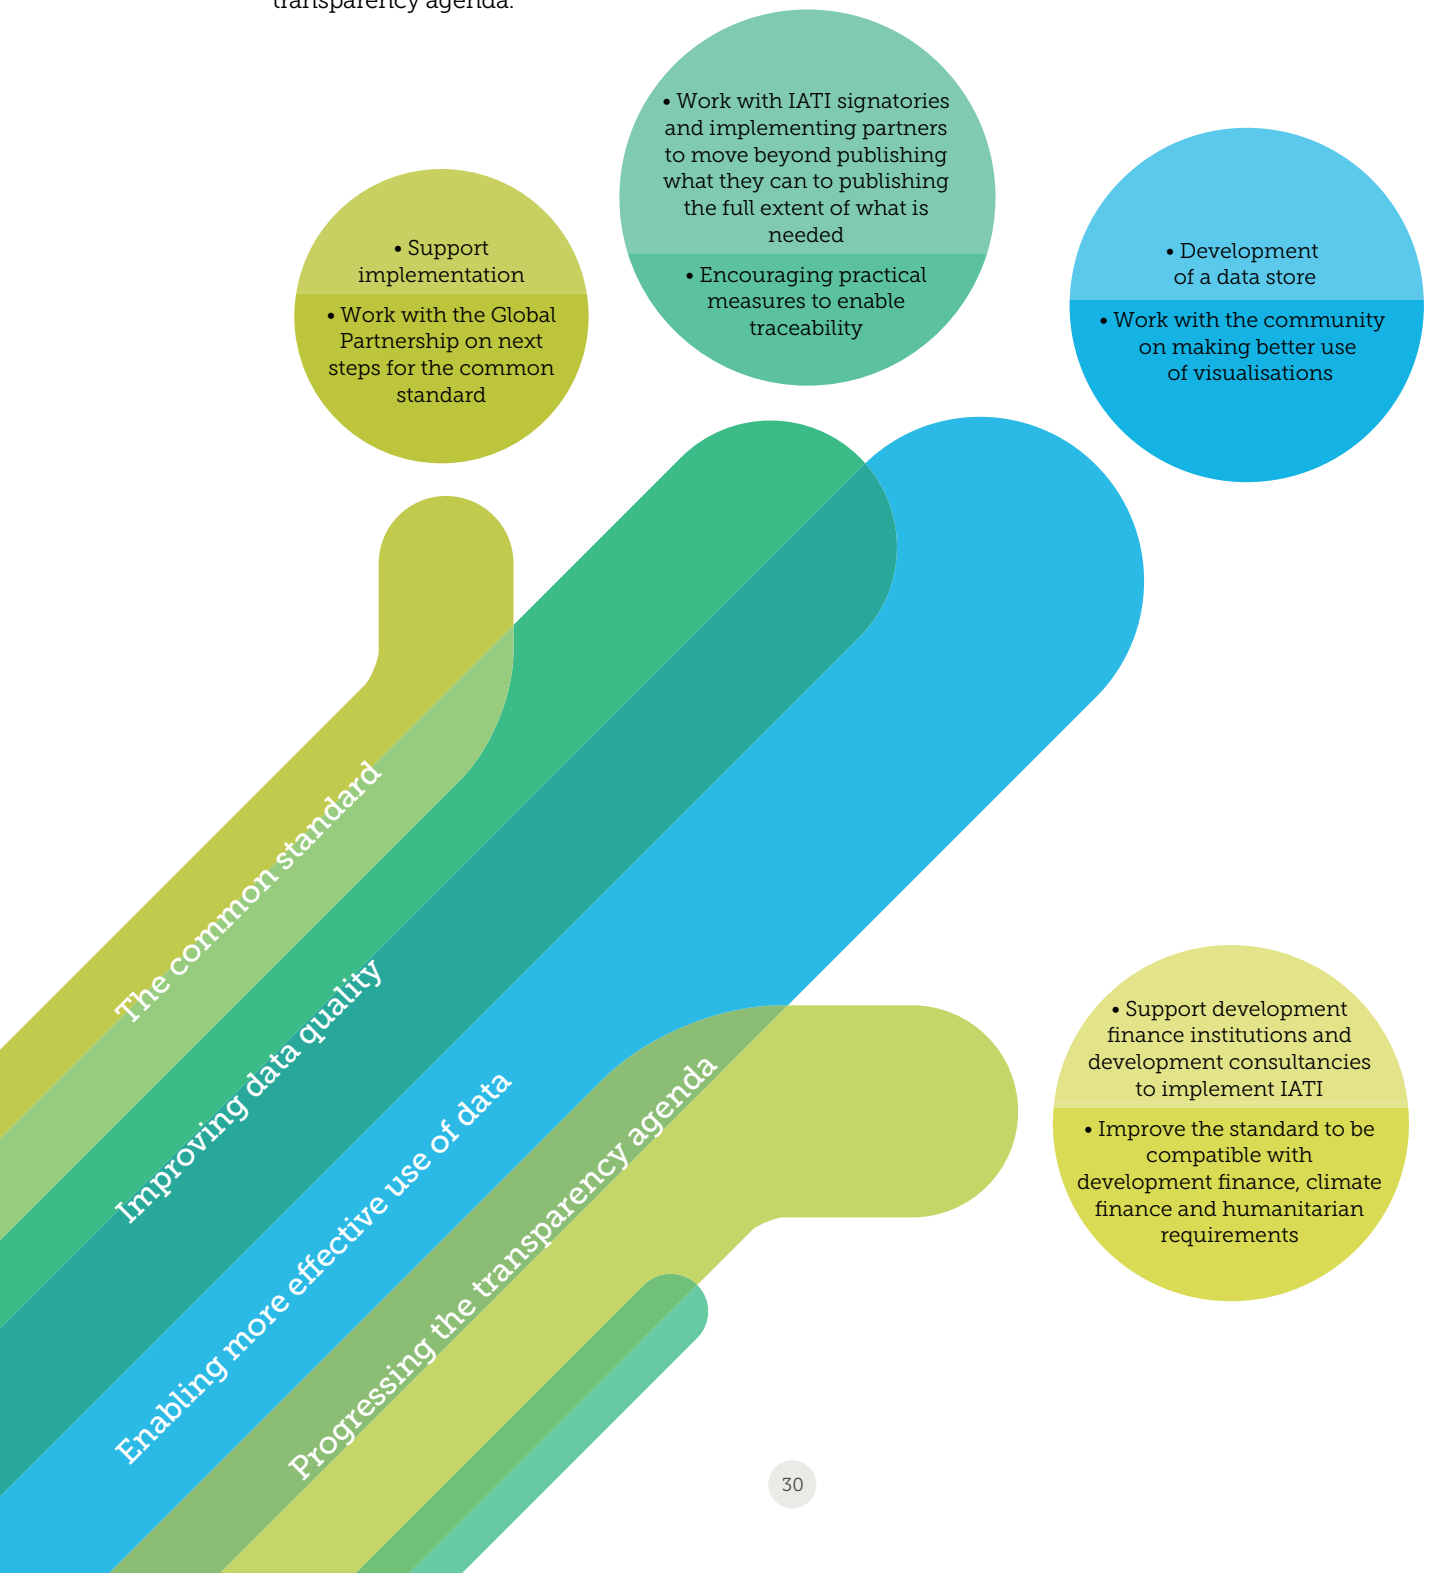 transparency agenda.
• Work with IATI signatories
and implementing partners
to move beyond publishing
what they can to publishing
the full extent of what is
needed
• Encouraging practical
measures to enable
traceability
• Support
implementation
• Work with the Global
Partnership on next
steps for the common
standard
• Development
of a data store
• Work with the community
on making better use
of visualisations
The common standard
Improving data quality
Enabling more effective use of data
Progressing the transparency agenda
• Support development
finance institutions and
development consultancies
to implement IATI
• Improve the standard to be
compatible with
development finance, climate
finance and humanitarian
requirements
30